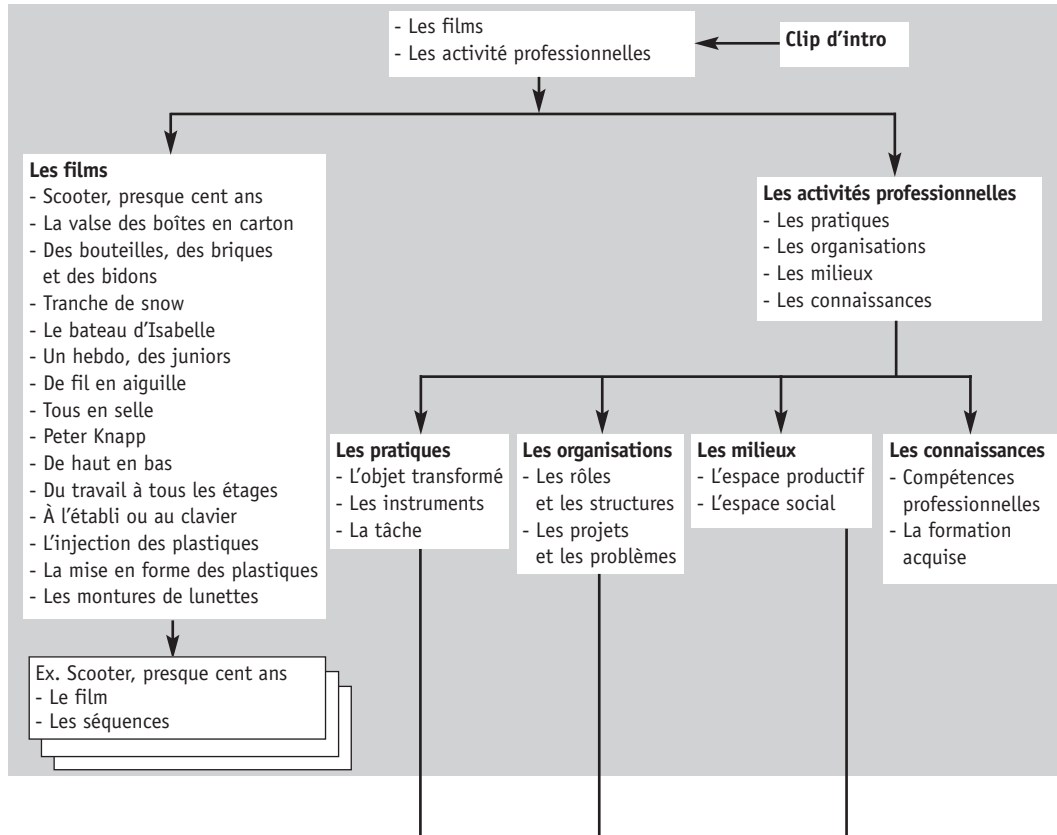 - Les films
- Les activité professionnelles
Clip d’intro
Les films
- Scooter, presque cent ans
- La valse des boîtes en carton
- Des bouteilles, des briques
et des bidons
- Tranche de snow
- Le bateau d’Isabelle
- Un hebdo, des juniors
- De fil en aiguille
- Tous en selle
- Peter Knapp
- De haut en bas
- Du travail à tous les étages
- À l’établi ou au clavier
- L’injection des plastiques
- La mise en forme des plastiques
- Les montures de lunettes
Ex. Scooter, presque cent ans
- Le film
- Les séquences
Les activités professionnelles
- Les pratiques
- Les organisations
- Les milieux
- Les connaissances
Les pratiques
- L’objet transformé
- Les instruments
- La tâche
Les organisations
- Les rôles
et les structures
- Les projets
et les problèmes
Les milieux
- L’espace productif
- L’espace social
Les connaissances
- Compétences
professionnelles
- La formation
acquise